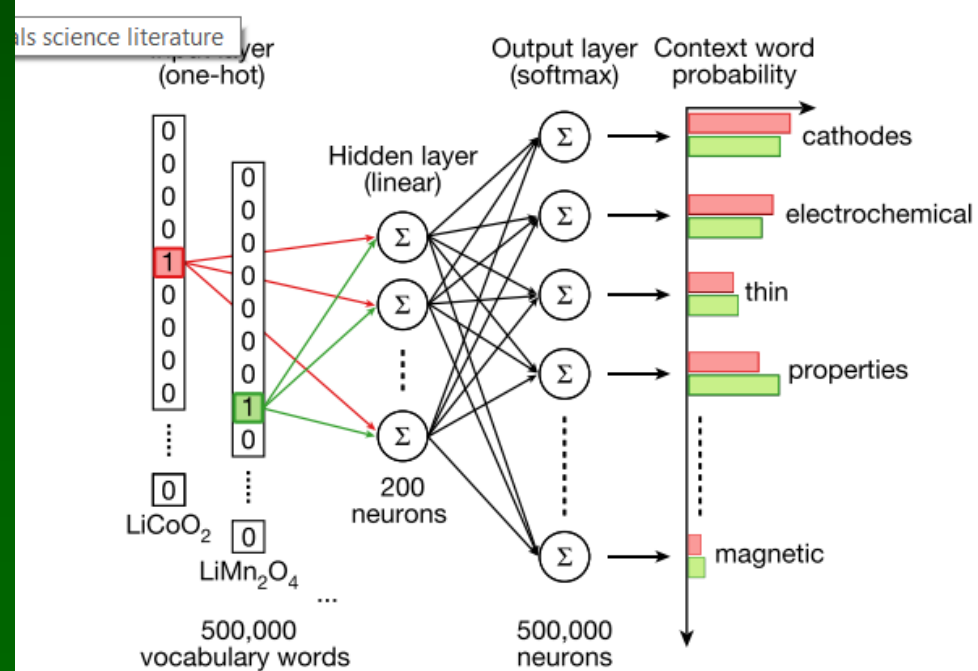 als science literature
(one-hot)
Output layer
(softmax)
Context word
probability
Hidden layer
(linear)
0
0
0
0
1
0
0
0
0
0
LiCoO₂
0
0
0
0
0
0
0
1
0
0
LiMn₂O₄
...
500,000
vocabulary words
Σ
Σ
Σ
200
neurons
Σ
Σ
Σ
Σ
Σ
500,000
neurons
cathodes
electrochemical
thin
properties
magnetic